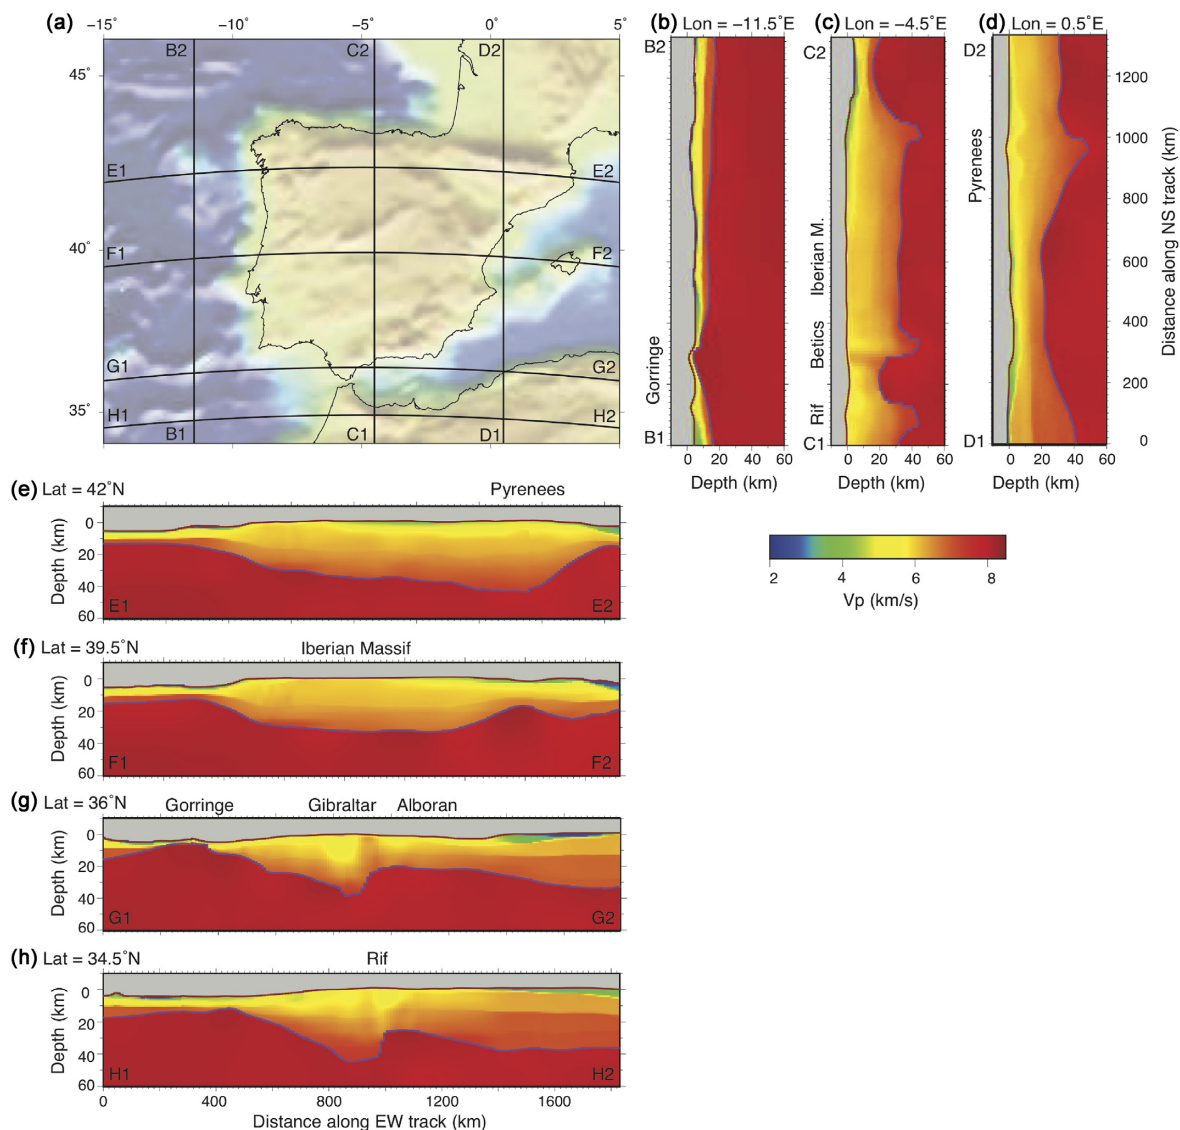 (a)
−15˚ −10˚ −5˚ 0˚ 5˚
B2 C2 D2
45˚
E1 E2
40˚
F1 F2
G1 G2
35˚
H1 H2
B1 C1 D1
(b) Lon = −11.5˚E
B2
Gorringe
B1
0 20 40 60
Depth (km)
(c) Lon = −4.5˚E
C2
Iberian M.
Betics
Rif
C1
0 20 40 60
Depth (km)
(d) Lon = 0.5˚E
D2
Pyrenees
D1
0 20 40 60
Depth (km)
1200
1000
800
600
400
200
0
Distance along NS track (km)
(e) Lat = 42˚N Pyrenees
0
20
40
60
Depth (km)
E1 E2
2 4 6 8
Vp (km/s)
(f) Lat = 39.5˚N Iberian Massif
0
20
40
60
Depth (km)
F1 F2
(g) Lat = 36˚N Gorringe Gibraltar Alboran
0
20
40
60
Depth (km)
G1 G2
(h) Lat = 34.5˚N Rif
0
20
40
60
Depth (km)
H1 H2
0 400 800 1200 1600
Distance along EW track (km)